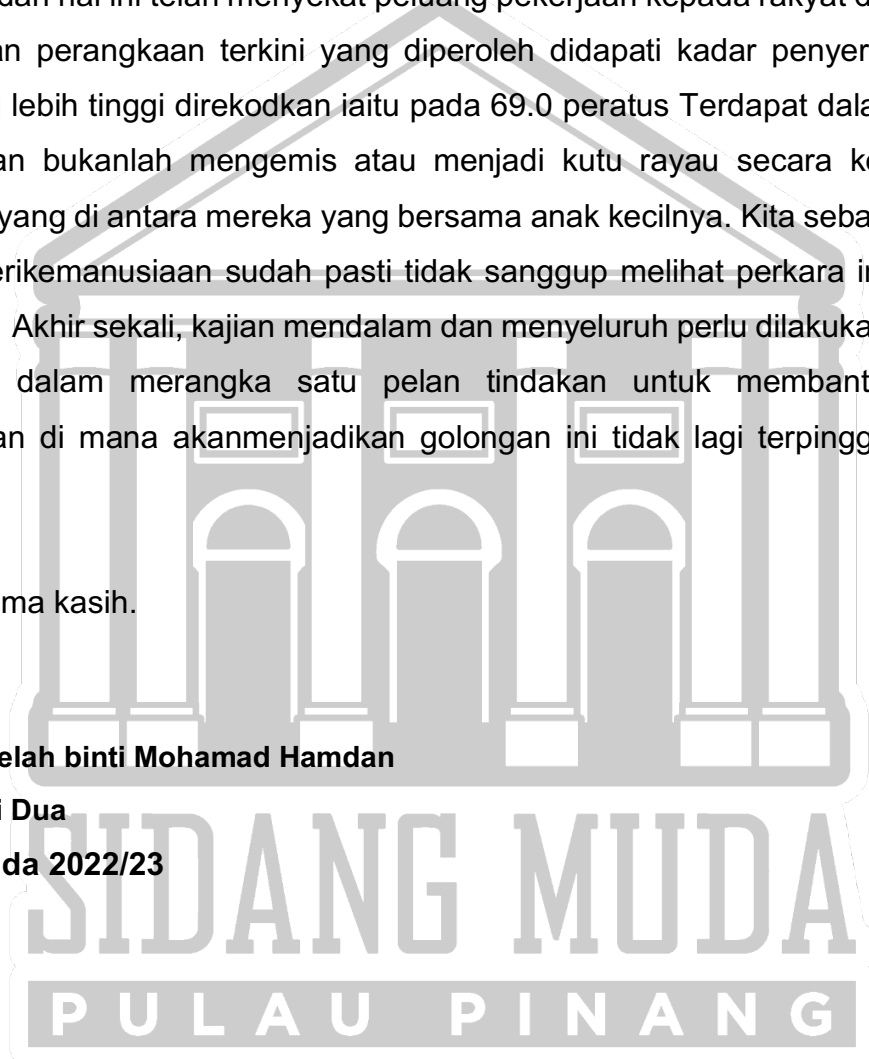 dan hal ini telah menyekat peluang pekerjaan kepada rakyat d
an perangkaan terkini yang diperoleh didapati kadar penyer
lebih tinggi direkodkan iaitu pada 69.0 peratus Terdapat dala
an bukanlah mengemis atau menjadi kutu rayau secara ke
yang di antara mereka yang bersama anak kecilnya. Kita seba
erikemanusiaan sudah pasti tidak sanggup melihat perkara in
Akhir sekali, kajian mendalam dan menyeluruh perlu dilakuka
dalam merangka satu pelan tindakan untuk membant
an di mana akanmenjadikan golongan ini tidak lagi terpingg
ma kasih.
elah binti Mohamad Hamdan
i Dua
da 2022/23
SIDANG MUDA
PULAU PINANG